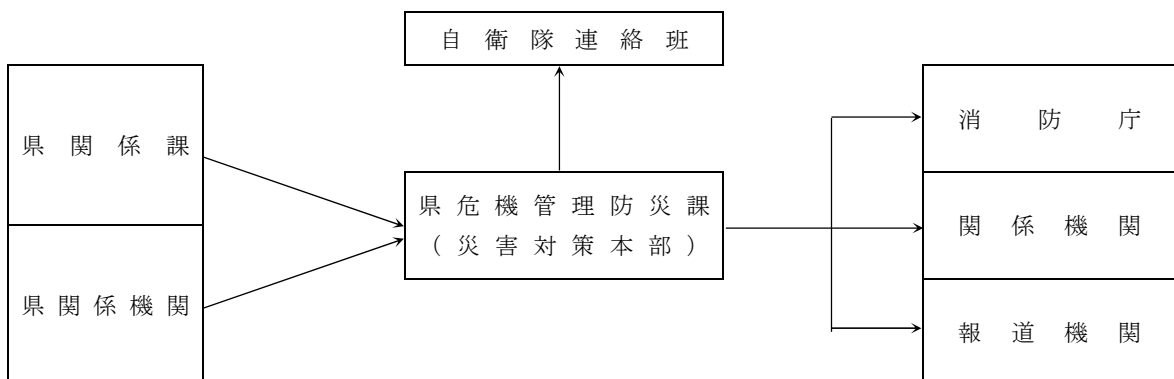 自衛隊連絡班
県関係課
県関係機関
県危機管理防災課
（災害対策本部）
消防庁
関係機関
報道機関